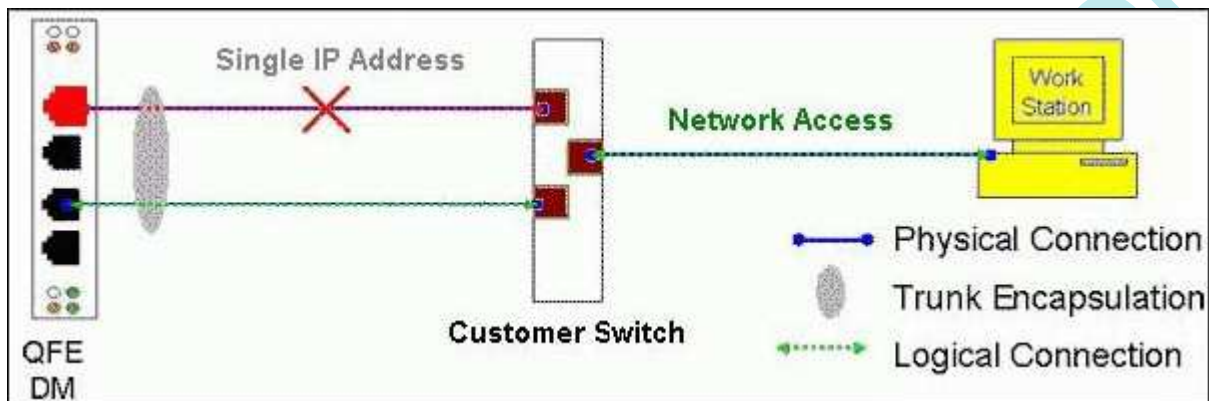 Single IP Address
Network Access
Work
Station
Customer Switch
QFE
DM
Physical Connection
Trunk Encapsulation
Logical Connection